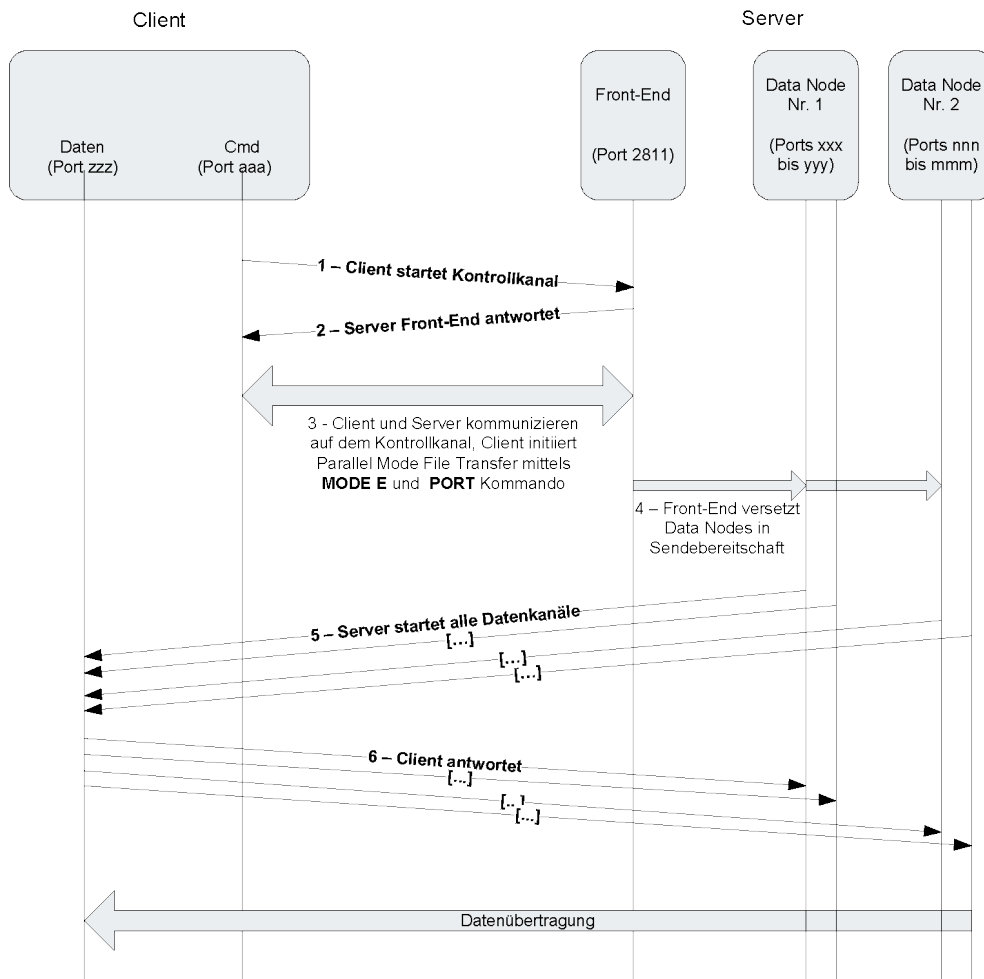 Client
Server
Daten
(Port zzz)
Cmd
(Port aaa)
Front-End
(Port 2811)
Data Node
Nr. 1
(Ports xxx
bis yyy)
Data Node
Nr. 2
(Ports nnn
bis mmm)
1 – Client startet Kontrollkanal
2 – Server Front-End antwortet
3 - Client und Server kommunizieren
auf dem Kontrollkanal, Client initiiert
Parallel Mode File Transfer mittels
MODE E und PORT Kommando
4 – Front-End versetzt
Data Nodes in
Sendebereitschaft
5 – Server startet alle Datenkanäle
[...]
[...]
[...]
6 – Client antwortet
[...]
[...]
[...]
Datenübertragung